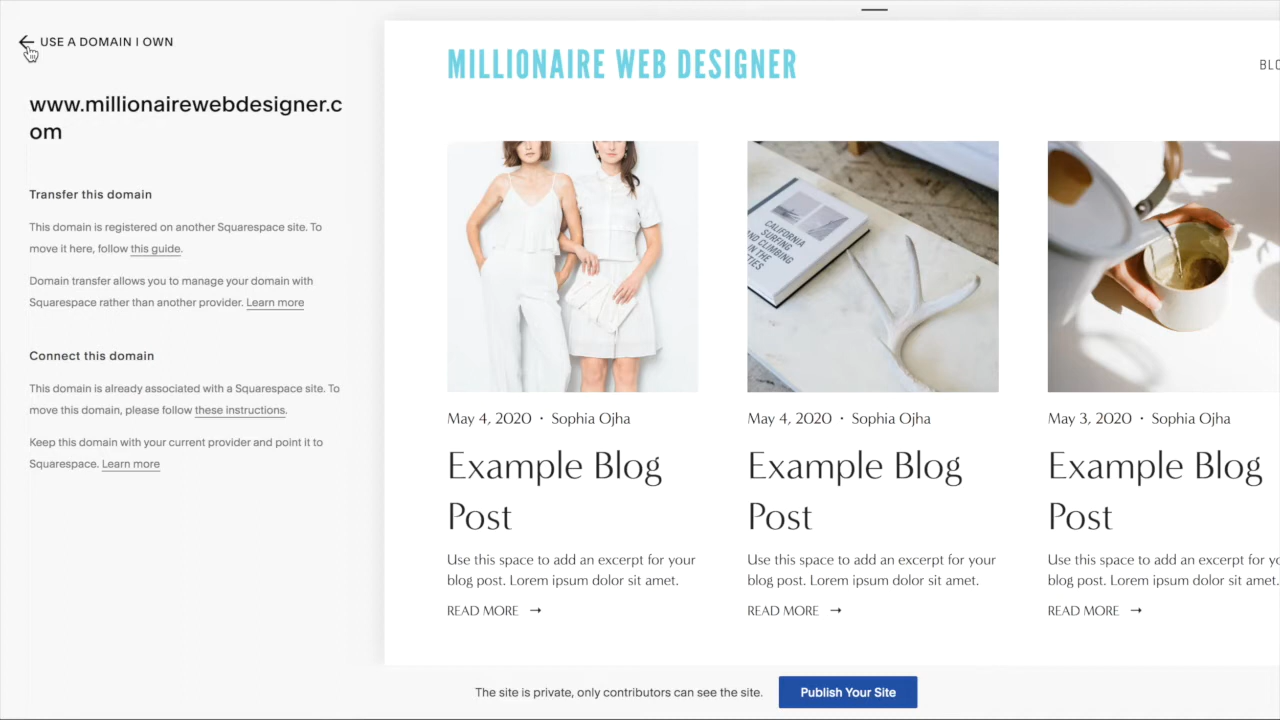 USE A DOMAIN I OWN
www.millionairewebdesigner.c
om
Transfer this domain
This domain is registered on another Squarespace site. To
move it here, follow this guide.
Domain transfer allows you to manage your domain with
Squarespace rather than another provider. Learn more
Connect this domain
This domain is already associated with a Squarespace site. To
move this domain, please follow these instructions.
Keep this domain with your current provider and point it to
Squarespace. Learn more
MILLIONAIRE WEB DESIGNER
BLO
CALIFORNIA
SURFING
AND CLIMBING
IN THE
FIFTIES
May 4, 2020 · Sophia Ojha
Example Blog
Post
Use this space to add an excerpt for your
blog post. Lorem ipsum dolor sit amet.
READ MORE →
May 4, 2020 · Sophia Ojha
Example Blog
Post
Use this space to add an excerpt for your
blog post. Lorem ipsum dolor sit amet.
READ MORE →
May 3, 2020 · Sophia Ojha
Example Blog
Post
Use this space to add an excerpt for yo
blog post. Lorem ipsum dolor sit amet.
READ MORE →
The site is private, only contributors can see the site.
Publish Your Site